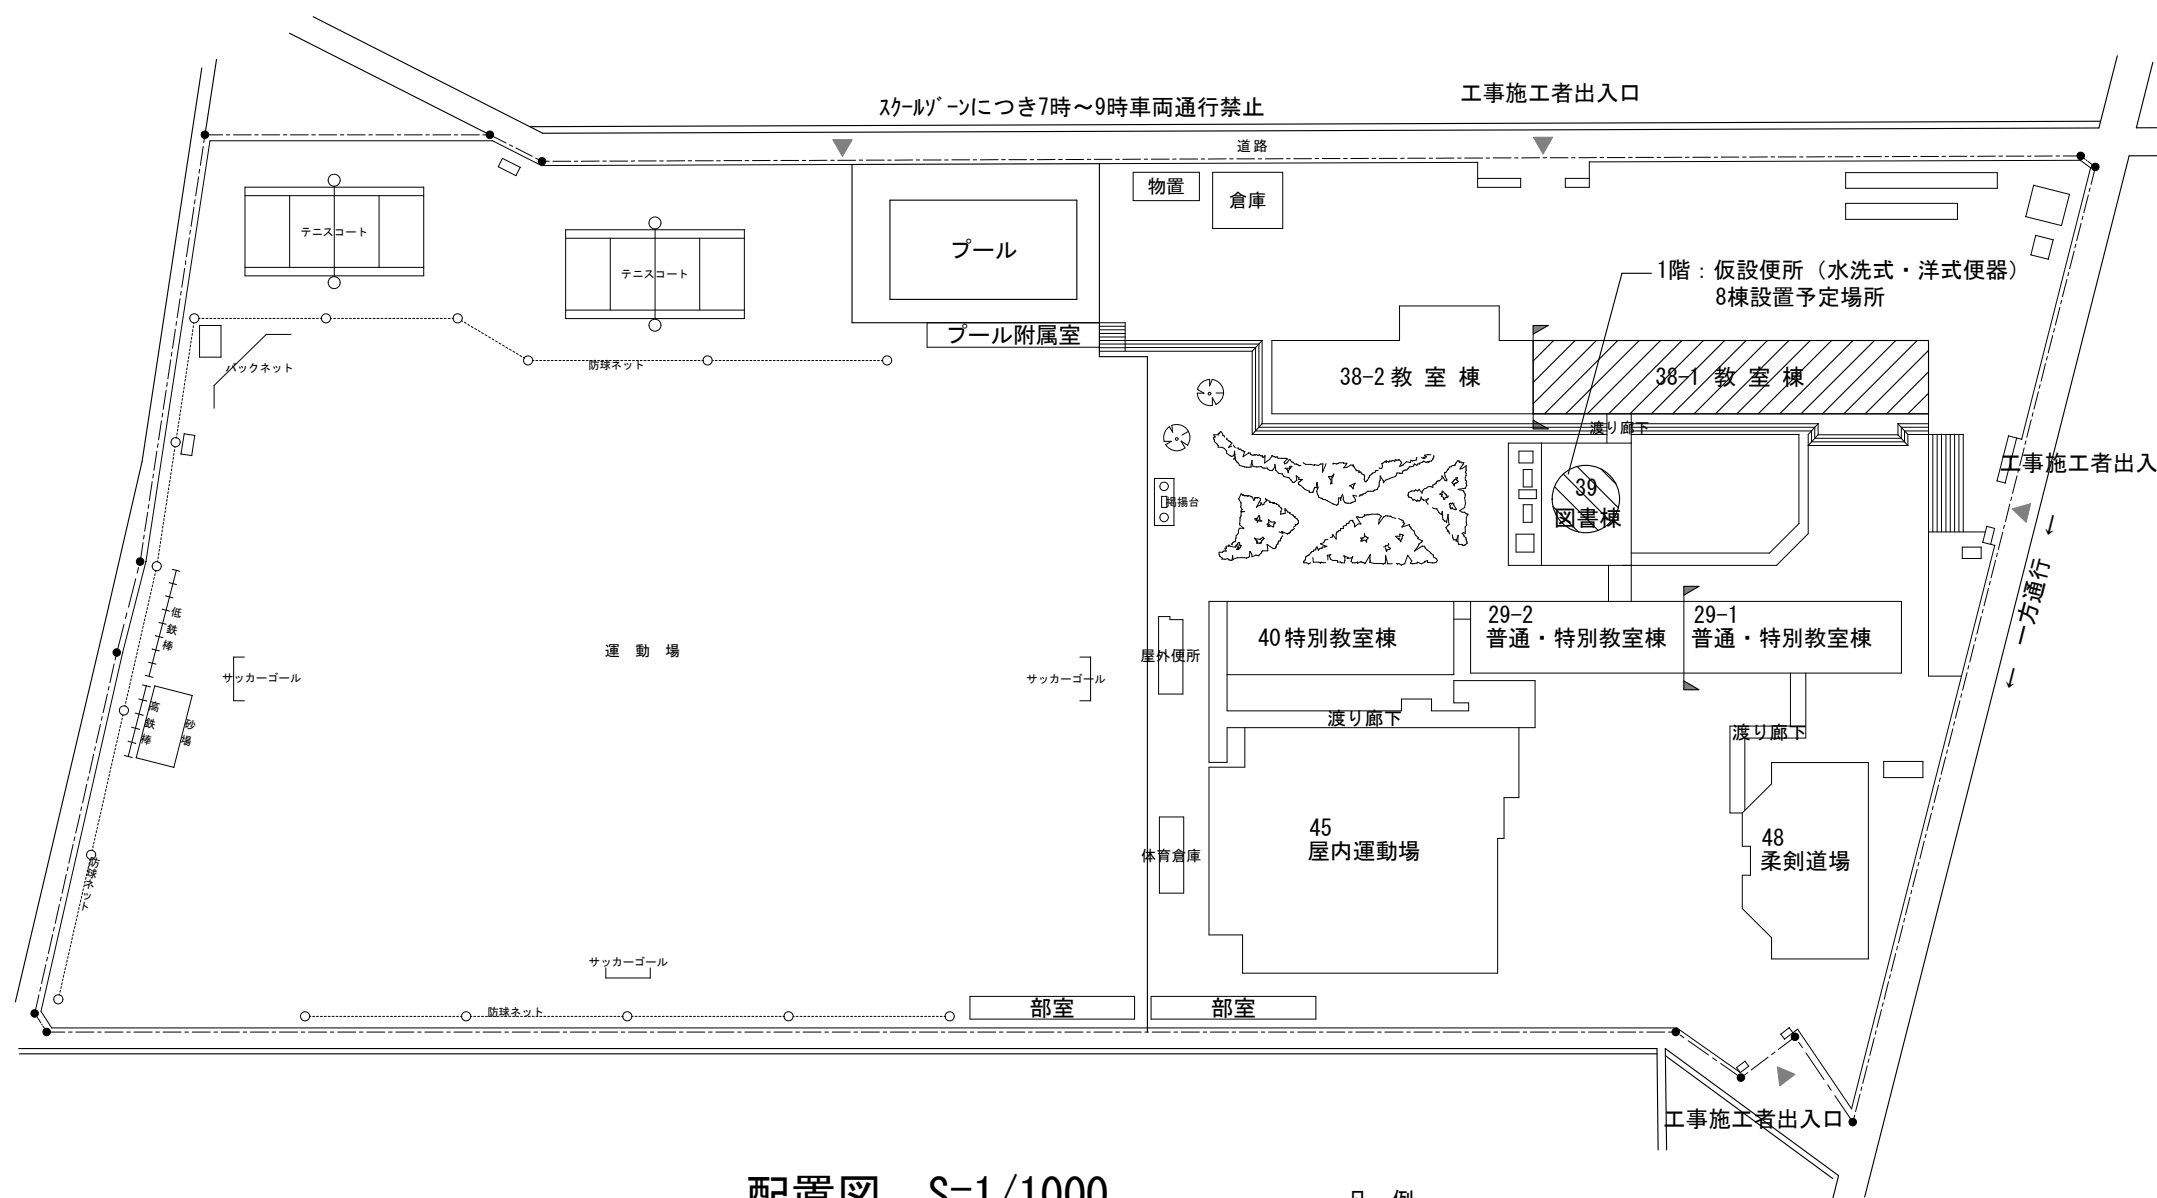 スクールゾーンにつき7時～9時車両通行禁止
工事施工者出入口
道路
物置
倉庫
プール
テニスコート
テニスコート
1階：仮設便所（水洗式・洋式便器）
8棟設置予定場所
プール附属室
バックネット
防球ネット
38-2 教室棟
38-1 教室棟
渡り廊下
工事施工者出入
掲揚台
39
図書棟
← 一方通行 ←
低鉄棒
運動場
サッカーゴール
サッカーゴール
屋外便所
40 特別教室棟
29-2
普通・特別教室棟
29-1
普通・特別教室棟
高鉄棒
砂場
渡り廊下
渡り廊下
防球ネット
体育倉庫
45
屋内運動場
48
柔剣道場
サッカーゴール
防球ネット
部室
部室
工事施工者出入口
配置図 S=1/1000
凡例